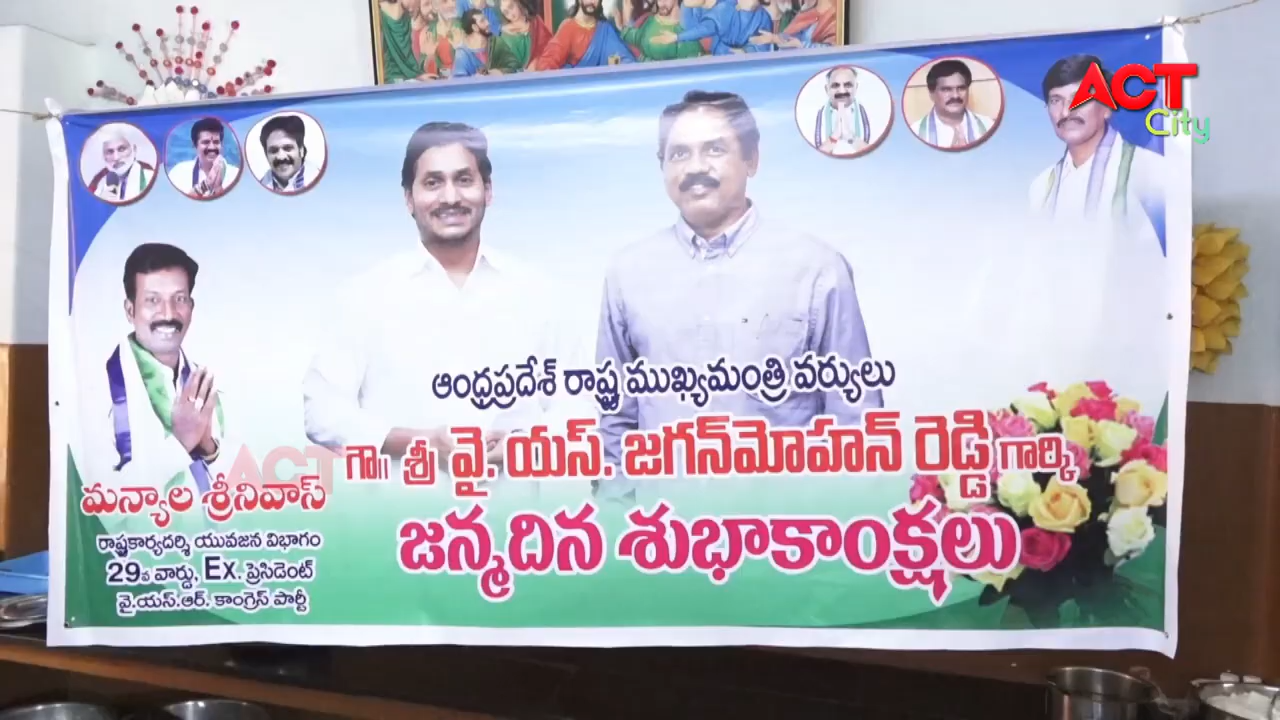 ACT
City
ఆంధ్రప్రదేశ్ రాష్ట్ర ముఖ్యమంత్రి వర్యులు
గౌ॥ శ్రీ వై. యస్. జగన్‌మోహన్ రెడ్డి గార్కి
జన్మదిన శుభాకాంక్షలు
మన్యాల శ్రీనివాస్
రాష్ట్రకార్యదర్శి యువజన విభాగం
29వ వార్డు, Ex. ప్రెసిడెంట్
వై.యస్.ఆర్. కాంగ్రెస్ పార్టీ
ACT